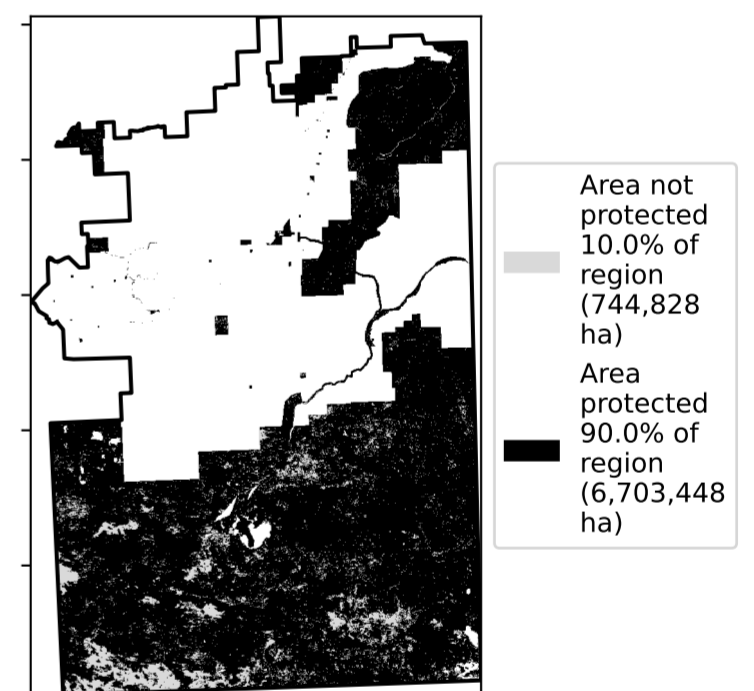 Area not
protected
10.0% of
region
(744,828
ha)
Area
protected
90.0% of
region
(6,703,448
ha)